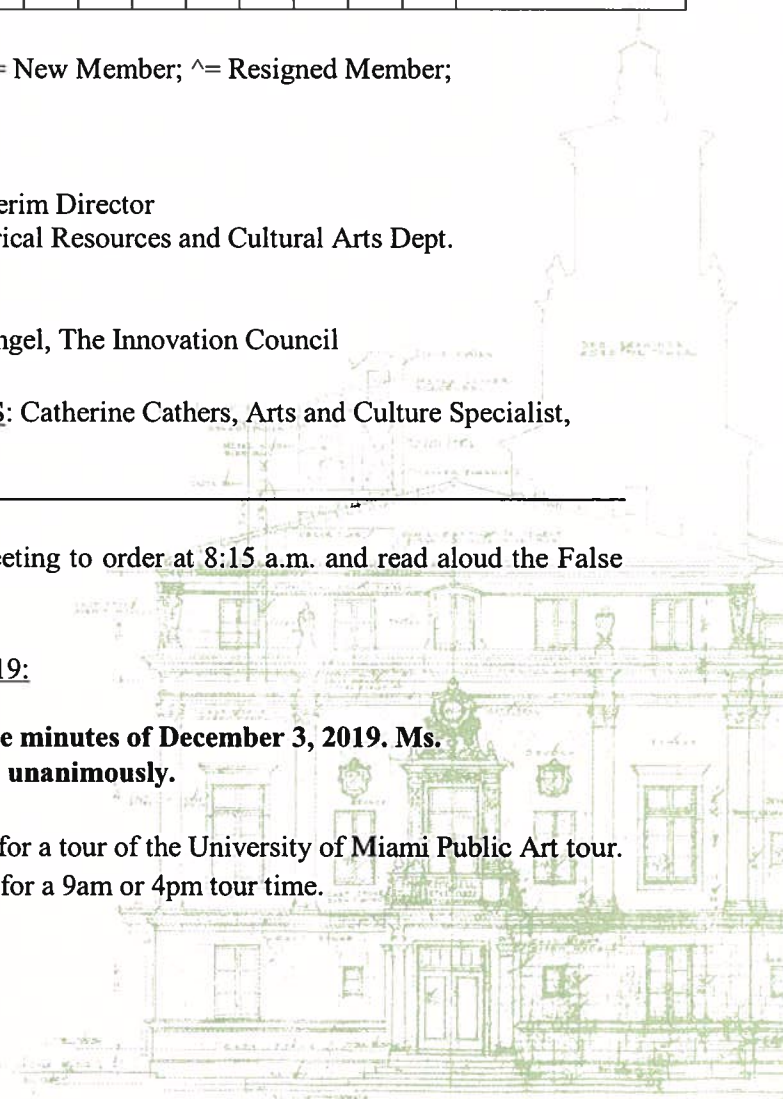 = New Member; ^= Resigned Member;
erim Director
rical Resources and Cultural Arts Dept.
ngel, The Innovation Council
S: Catherine Cathers, Arts and Culture Specialist,
eeting to order at 8:15 a.m. and read aloud the False
19:
e minutes of December 3, 2019. Ms.
unanimously.
for a tour of the University of Miami Public Art tour.
for a 9am or 4pm tour time.